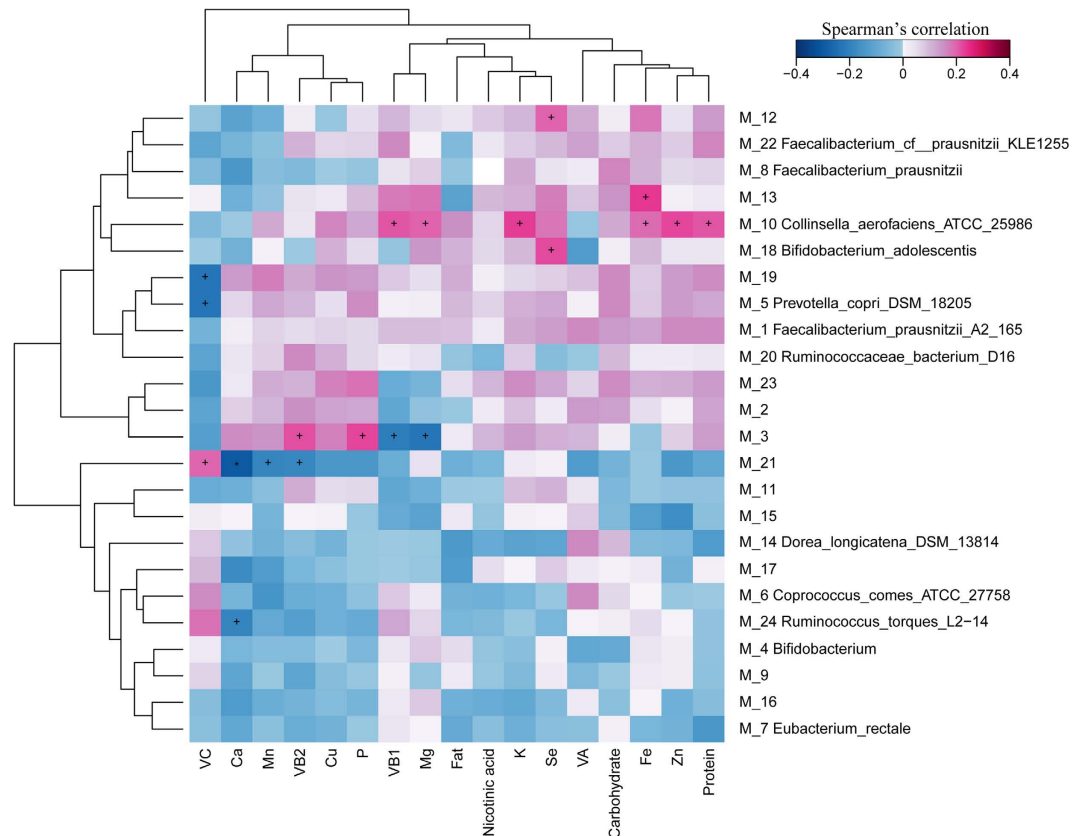 Spearman's correlation
−0.4 −0.2 0 0.2 0.4
M_12
M_22 Faecalibacterium_cf__prausnitzii_KLE1255
M_8 Faecalibacterium_prausnitzii
M_13
M_10 Collinsella_aerofaciens_ATCC_25986
M_18 Bifidobacterium_adolescentis
M_19
M_5 Prevotella_copri_DSM_18205
M_1 Faecalibacterium_prausnitzii_A2_165
M_20 Ruminococcaceae_bacterium_D16
M_23
M_2
M_3
M_21
M_11
M_15
M_14 Dorea_longicatena_DSM_13814
M_17
M_6 Coprococcus_comes_ATCC_27758
M_24 Ruminococcus_torques_L2−14
M_4 Bifidobacterium
M_9
M_16
M_7 Eubacterium_rectale
VC
Ca
Mn
VB2
Cu
P
VB1
Mg
Fat
Nicotinic acid
K
Se
VA
Carbohydrate
Fe
Zn
Protein